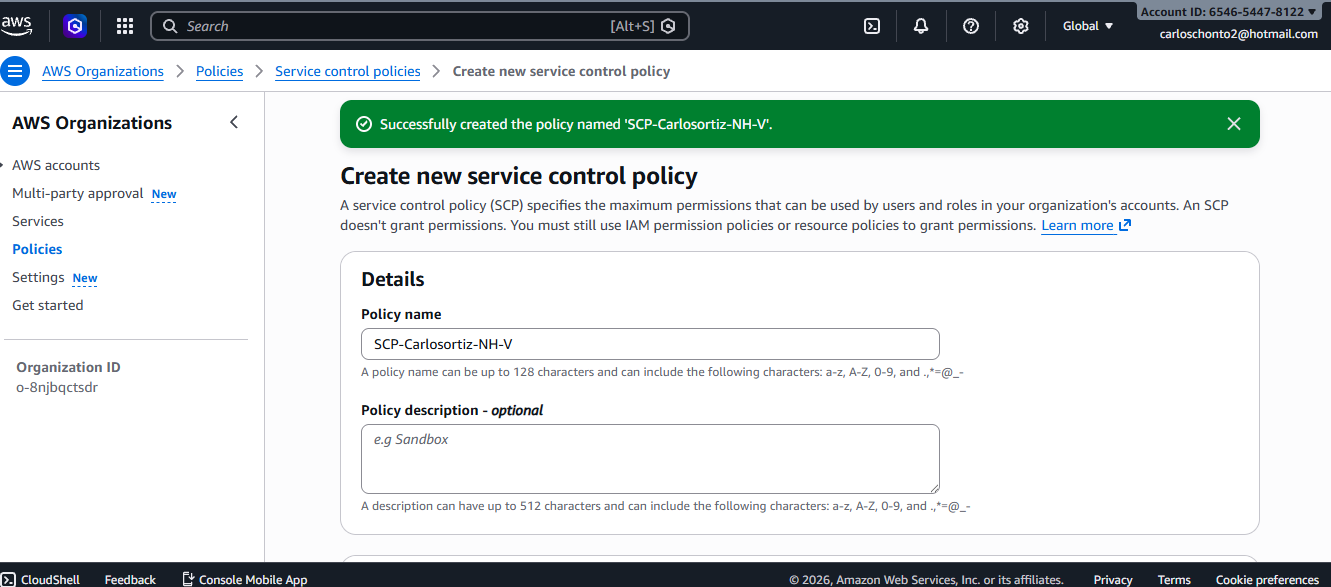 aws
Search
[Alt+S]
Global
Account ID: 6546-5447-8122
carloschonto2@hotmail.com
AWS Organizations
Policies
Service control policies
Create new service control policy
AWS Organizations
AWS accounts
Multi-party approval New
Services
Policies
Settings New
Get started
Organization ID
o-8njbqctsdr
Successfully created the policy named 'SCP-Carlosortiz-NH-V'.
Create new service control policy
A service control policy (SCP) specifies the maximum permissions that can be used by users and roles in your organization's accounts. An SCP
doesn't grant permissions. You must still use IAM permission policies or resource policies to grant permissions. Learn more
Details
Policy name
SCP-Carlosortiz-NH-V
A policy name can be up to 128 characters and can include the following characters: a-z, A-Z, 0-9, and .,*=@_-
Policy description - optional
e.g Sandbox
A description can have up to 512 characters and can include the following characters: a-z, A-Z, 0-9, and .,*=@_-
CloudShell
Feedback
Console Mobile App
© 2026, Amazon Web Services, Inc. or its affiliates.
Privacy
Terms
Cookie preferences